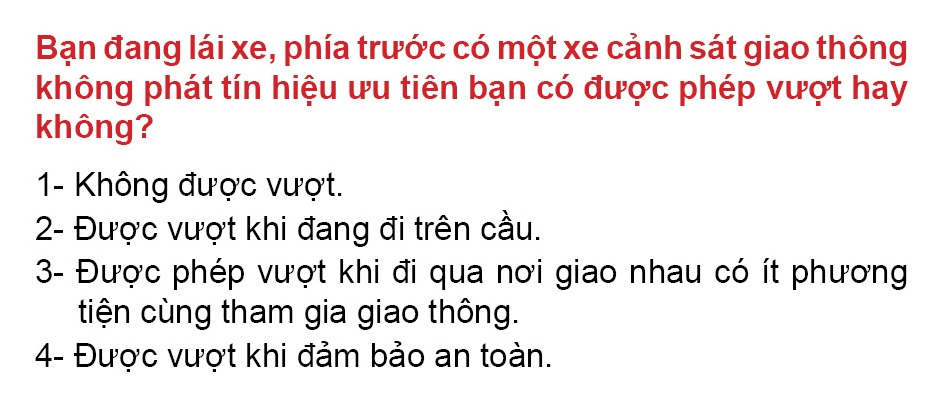 Bạn đang lái xe, phía trước có một xe cảnh sát giao thông
không phát tín hiệu ưu tiên bạn có được phép vượt hay
không?
1- Không được vượt.
2- Được vượt khi đang đi trên cầu.
3- Được phép vượt khi đi qua nơi giao nhau có ít phương
tiện cùng tham gia giao thông.
4- Được vượt khi đảm bảo an toàn.